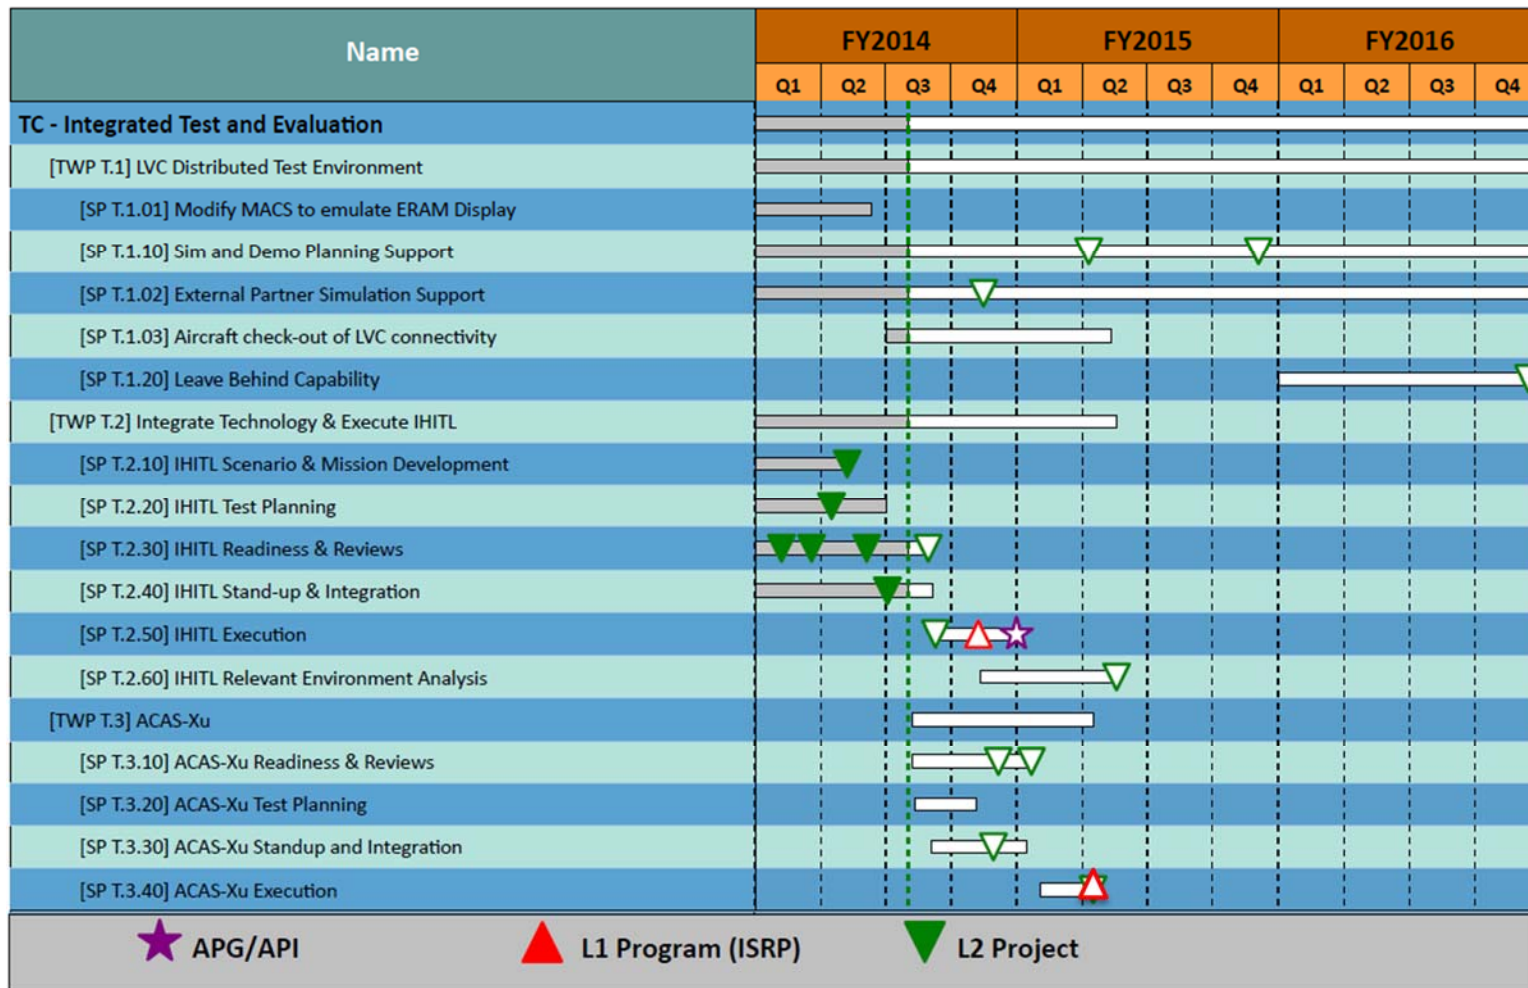 Name
FY2014 FY2015 FY2016
Q1 Q2 Q3 Q4 Q1 Q2 Q3 Q4 Q1 Q2 Q3 Q4
TC - Integrated Test and Evaluation
[TWP T.1] LVC Distributed Test Environment
[SP T.1.01] Modify MACS to emulate ERAM Display
[SP T.1.10] Sim and Demo Planning Support
[SP T.1.02] External Partner Simulation Support
[SP T.1.03] Aircraft check-out of LVC connectivity
[SP T.1.20] Leave Behind Capability
[TWP T.2] Integrate Technology & Execute IHITL
[SP T.2.10] IHITL Scenario & Mission Development
[SP T.2.20] IHITL Test Planning
[SP T.2.30] IHITL Readiness & Reviews
[SP T.2.40] IHITL Stand-up & Integration
[SP T.2.50] IHITL Execution
[SP T.2.60] IHITL Relevant Environment Analysis
[TWP T.3] ACAS-Xu
[SP T.3.10] ACAS-Xu Readiness & Reviews
[SP T.3.20] ACAS-Xu Test Planning
[SP T.3.30] ACAS-Xu Standup and Integration
[SP T.3.40] ACAS-Xu Execution
APG/API L1 Program (ISRP) L2 Project